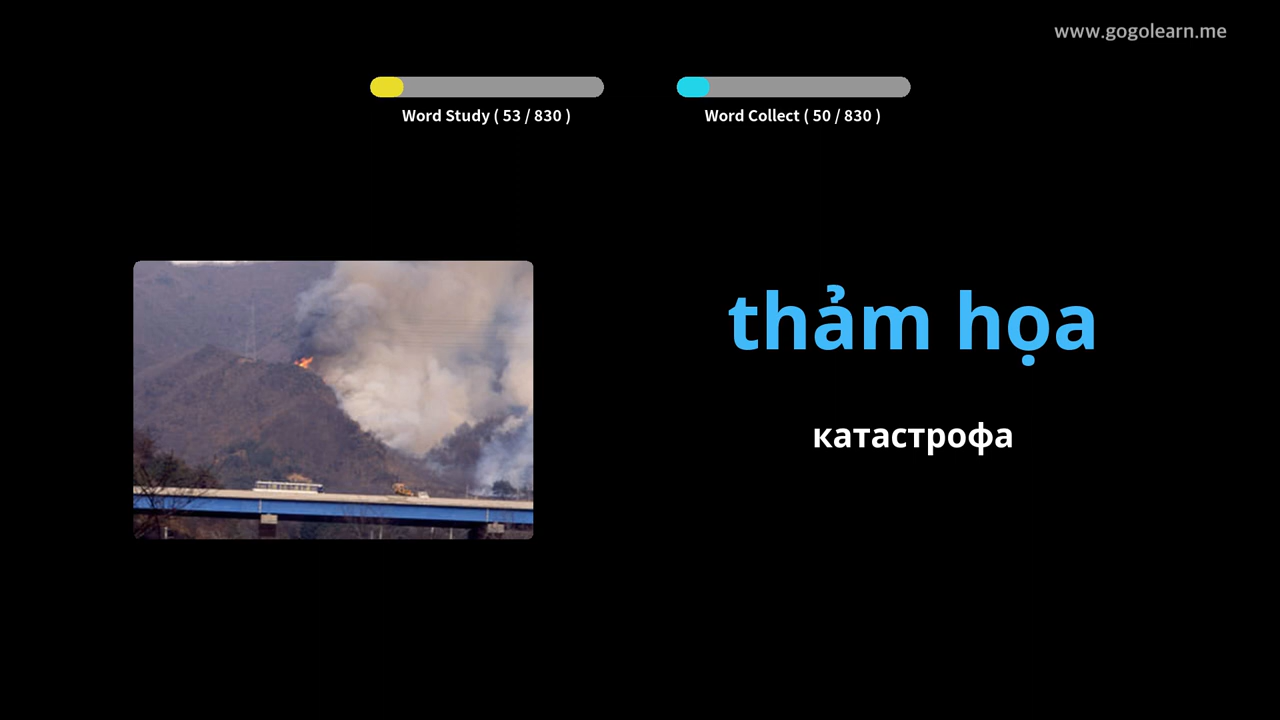 www.gogolearn.me
Word Study ( 53 / 830 )
Word Collect ( 50 / 830 )
thảm họa
катастрофа